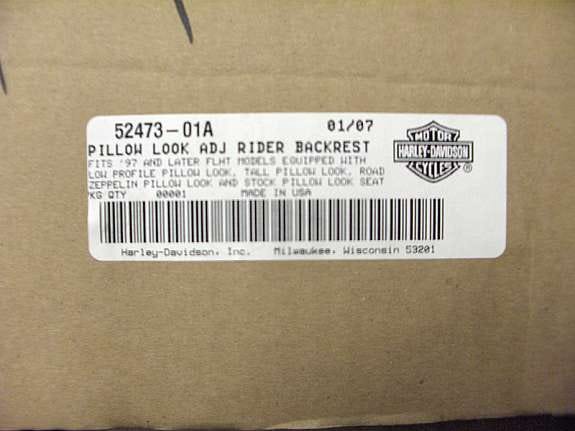 52473-01A 01/07
PILLOW LOOK ADJ RIDER BACKREST
FITS '97 AND LATER FLHT MODELS EQUIPPED WITH
LOW PROFILE PILLOW LOOK, TALL PILLOW LOOK, ROAD
ZEPPELIN PILLOW LOOK AND STOCK PILLOW LOOK SEAT
KG QTY 00001 MADE IN USA
MOTOR
HARLEY-DAVIDSON
CYCLES
®
Harley-Davidson, Inc. Milwaukee, Wisconsin 53201